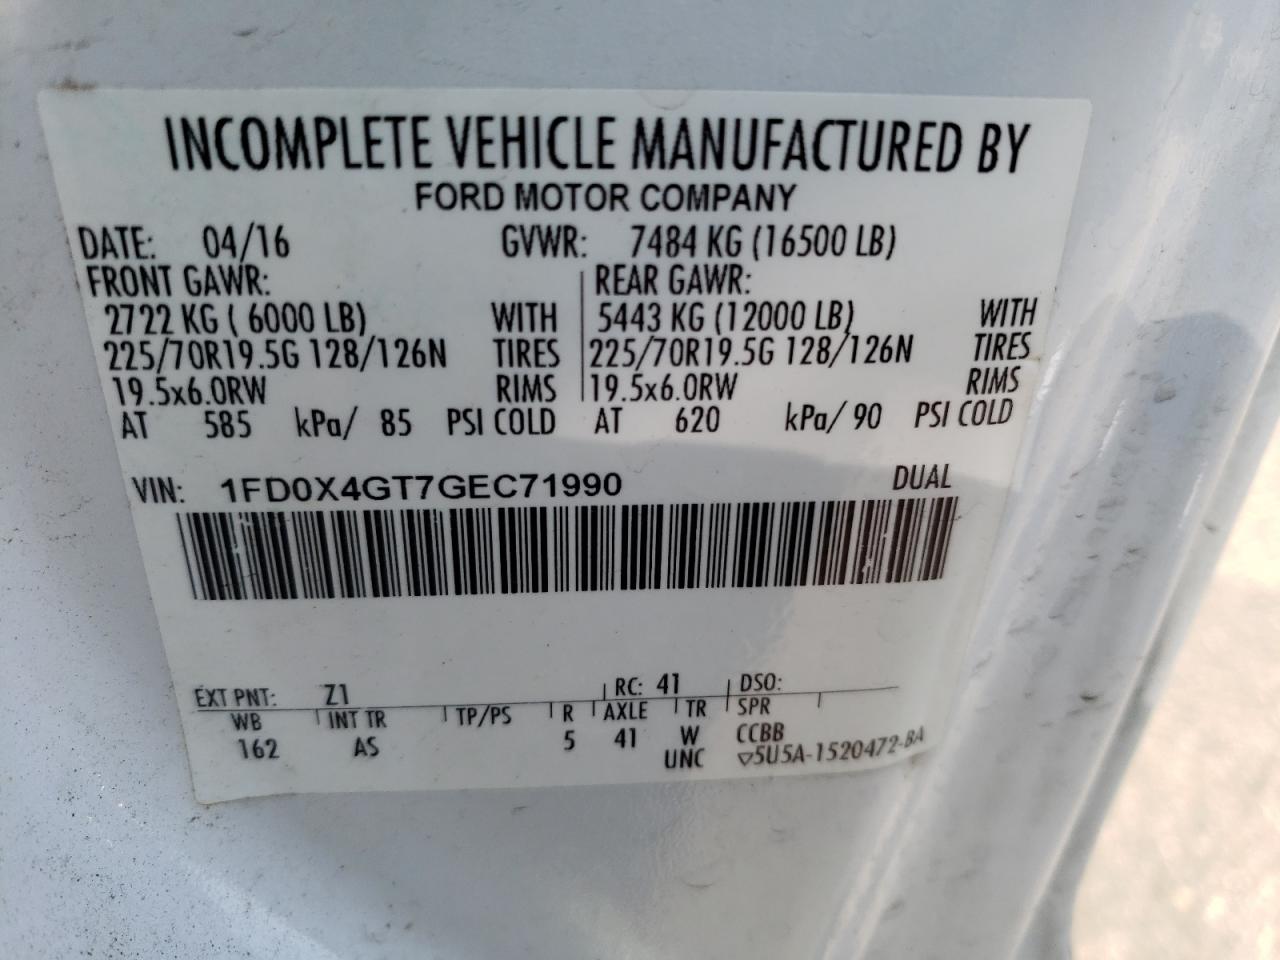 INCOMPLETE VEHICLE MANUFACTURED BY
FORD MOTOR COMPANY
DATE: 04/16 GVWR: 7484 KG (16500 LB)
FRONT GAWR: REAR GAWR:
2722 KG ( 6000 LB) WITH 5443 KG (12000 LB) WITH
225/70R19.5G 128/126N TIRES 225/70R19.5G 128/126N TIRES
19.5x6.0RW RIMS 19.5x6.0RW RIMS
AT 585 kPa/ 85 PSI COLD AT 620 kPa/ 90 PSI COLD
VIN: 1FD0X4GT7GEC71990 DUAL
EXT PNT: Z1 RC: 41 DSO:
WB INT TR TP/PS R AXLE TR SPR
162 AS 5 41 W CCBB
UNC ▽5U5A-1520472-BA